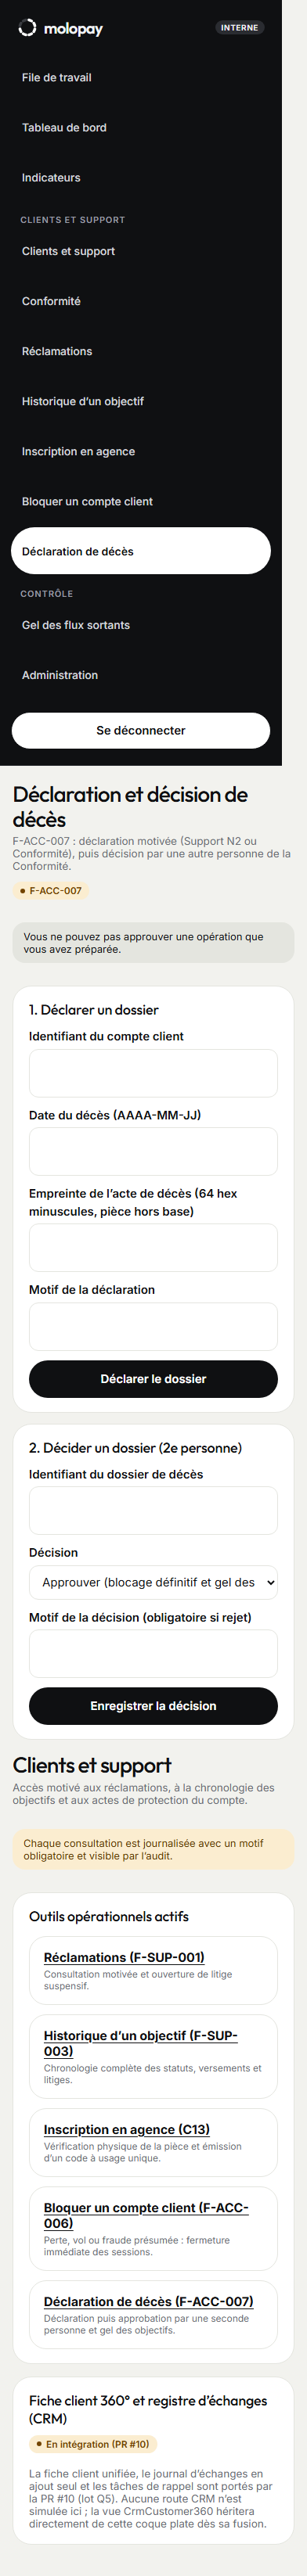 molopay
INTERNE
File de travail
Tableau de bord
Indicateurs
CLIENTS ET SUPPORT
Clients et support
Conformité
Réclamations
Historique d’un objectif
Inscription en agence
Bloquer un compte client
Déclaration de décès
CONTRÔLE
Gel des flux sortants
Administration
Se déconnecter
Déclaration et décision de
décès
F-ACC-007 : déclaration motivée (Support N2 ou
Conformité), puis décision par une autre personne de la
Conformité.
F-ACC-007
Vous ne pouvez pas approuver une opération que
vous avez préparée.
1. Déclarer un dossier
Identifiant du compte client
Date du décès (AAAA-MM-JJ)
Empreinte de l’acte de décès (64 hex
minuscules, pièce hors base)
Motif de la déclaration
Déclarer le dossier
2. Décider un dossier (2e personne)
Identifiant du dossier de décès
Décision
Approuver (blocage définitif et gel des
Motif de la décision (obligatoire si rejet)
Enregistrer la décision
Clients et support
Accès motivé aux réclamations, à la chronologie des
objectifs et aux actes de protection du compte.
Chaque consultation est journalisée avec un motif
obligatoire et visible par l’audit.
Outils opérationnels actifs
Réclamations (F-SUP-001)
Consultation motivée et ouverture de litige
suspensif.
Historique d’un objectif (F-SUP-
003)
Chronologie complète des statuts, versements et
litiges.
Inscription en agence (C13)
Vérification physique de la pièce et émission
d’un code à usage unique.
Bloquer un compte client (F-ACC-
006)
Perte, vol ou fraude présumée : fermeture
immédiate des sessions.
Déclaration de décès (F-ACC-007)
Déclaration puis approbation par une seconde
personne et gel des objectifs.
Fiche client 360° et registre d’échanges
(CRM)
En intégration (PR #10)
La fiche client unifiée, le journal d’échanges en
ajout seul et les tâches de rappel sont portés par
la PR #10 (lot Q5). Aucune route CRM n’est
simulée ici ; la vue CrmCustomer360 héritera
directement de cette coque plate dès sa fusion.